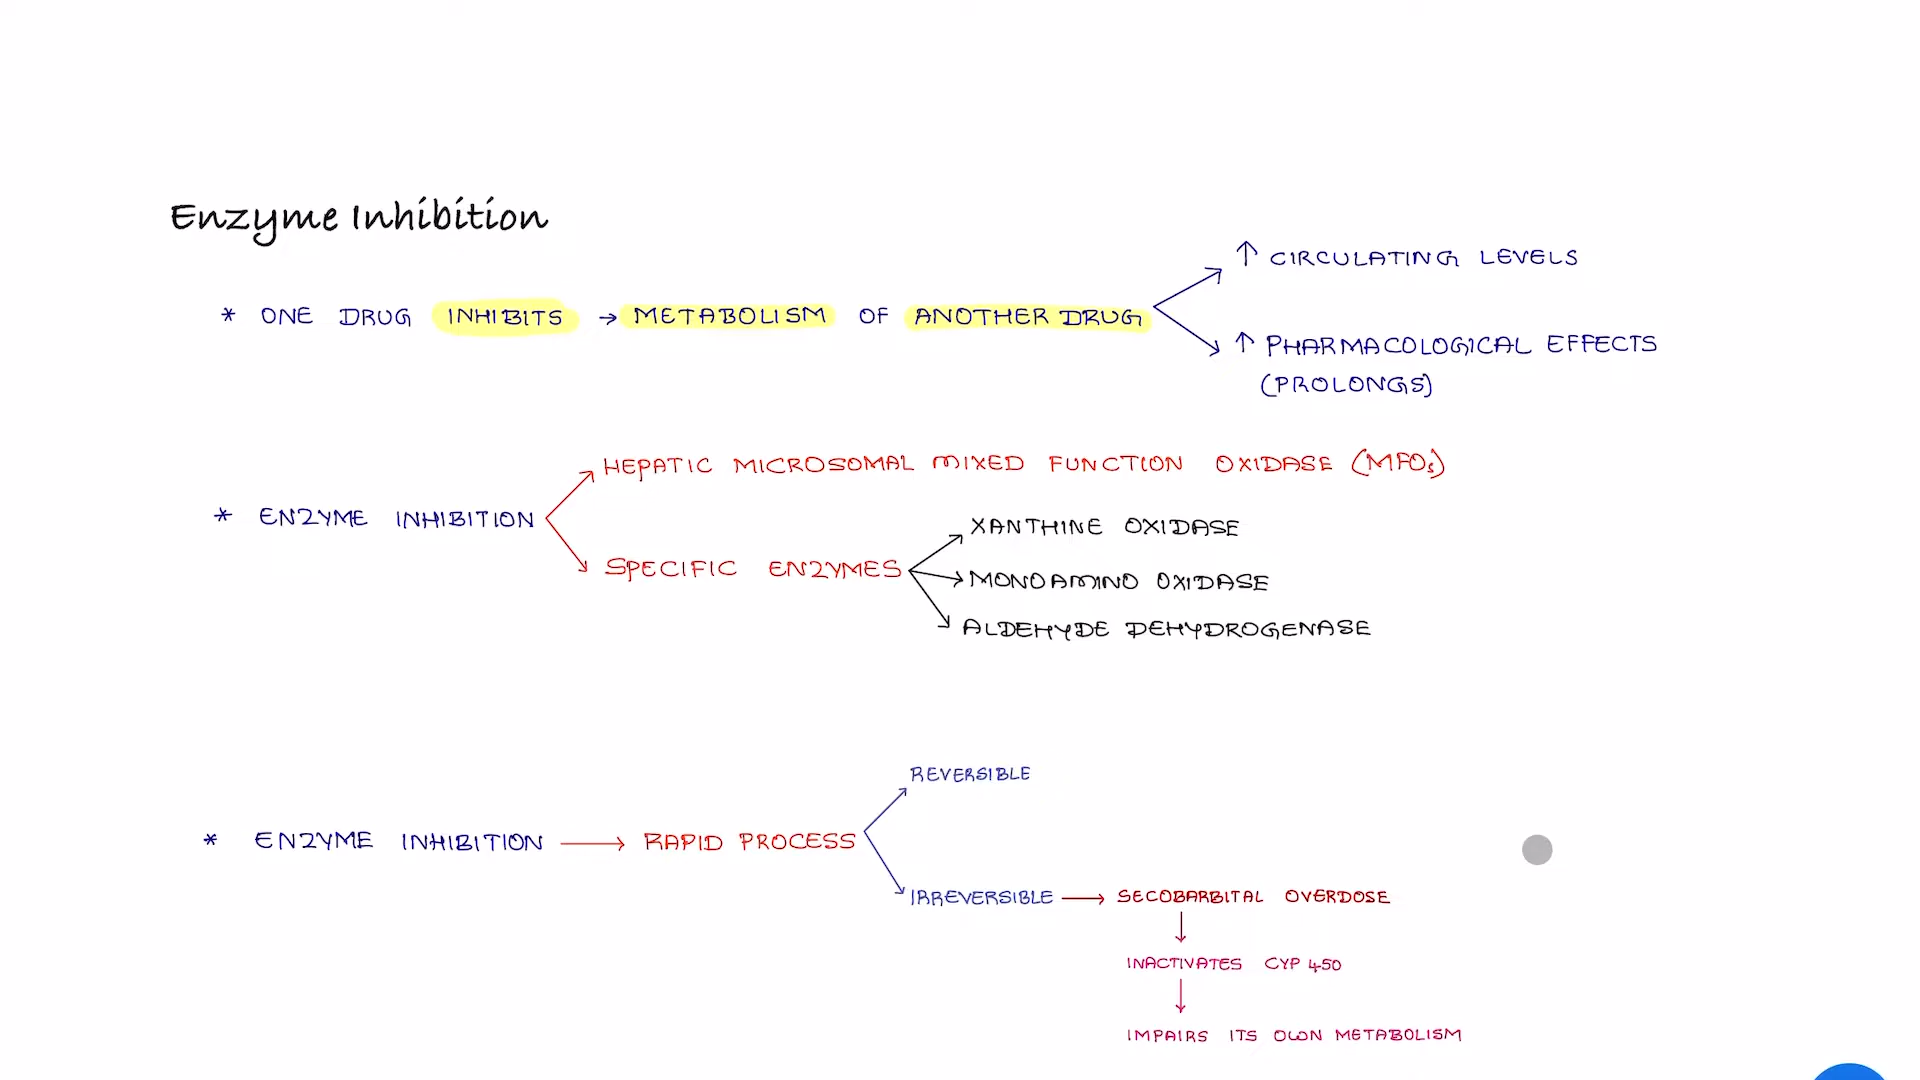 Enzyme Inhibition
↑ CIRCULATING LEVELS
* ONE DRUG INHIBITS → METABOLISM OF ANOTHER DRUG
↑ PHARMACOLOGICAL EFFECTS
(PROLONGS)
HEPATIC MICROSOMAL MIXED FUNCTION OXIDASE (MFOs)
* ENZYME INHIBITION
XANTHINE OXIDASE
SPECIFIC ENZYMES
MONOAMINO OXIDASE
ALDEHYDE DEHYDROGENASE
REVERSIBLE
* ENZYME INHIBITION → RAPID PROCESS
IRREVERSIBLE → SECOBARBITAL OVERDOSE
INACTIVATES CYP 450
IMPAIRS ITS OWN METABOLISM